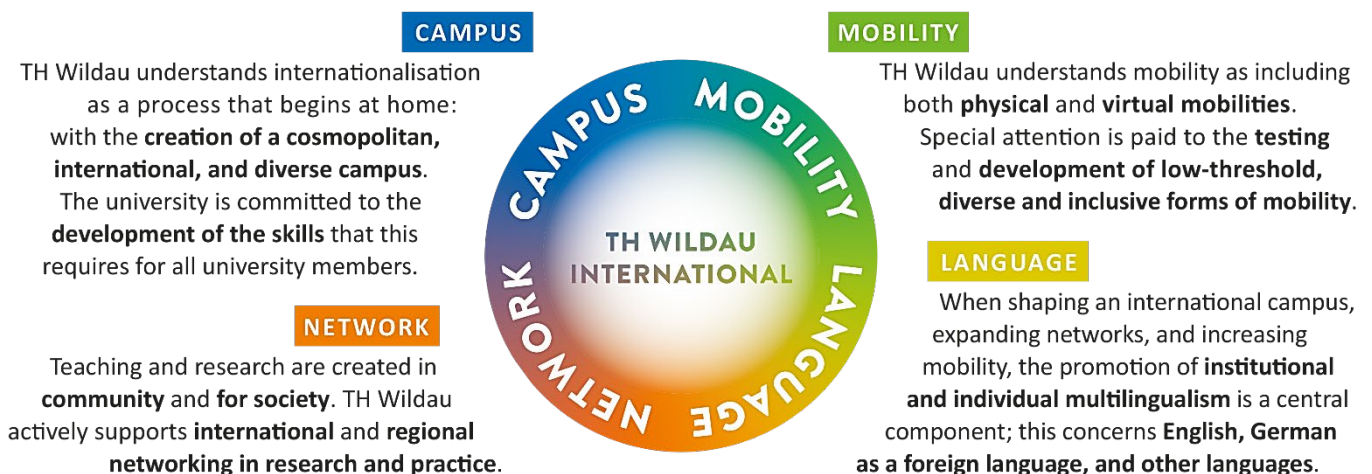 CAMPUS
TH Wildau understands internationalisation
as a process that begins at home:
with the creation of a cosmopolitan,
international, and diverse campus.
The university is committed to the
development of the skills that this
requires for all university members.
NETWORK
Teaching and research are created in
community and for society. TH Wildau
actively supports international and regional
networking in research and practice.
CAMPUS
MOBILITY
LANGUAGE
NETWORK
TH WILDAU
INTERNATIONAL
MOBILITY
TH Wildau understands mobility as including
both physical and virtual mobilities.
Special attention is paid to the testing
and development of low-threshold,
diverse and inclusive forms of mobility.
LANGUAGE
When shaping an international campus,
expanding networks, and increasing
mobility, the promotion of institutional
and individual multilingualism is a central
component; this concerns English, German
as a foreign language, and other languages.